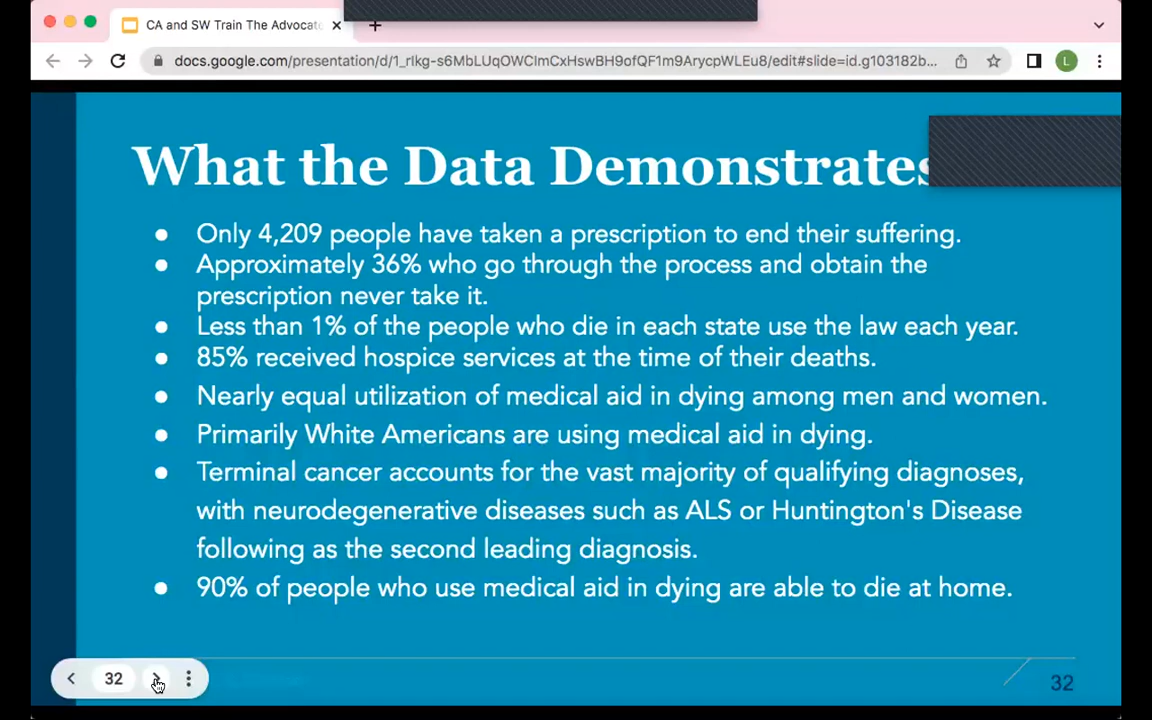 CA and SW Train The Advocat
docs.google.com/presentation/d/1_rIkg-s6MbLUqOWClmCxHswBH9ofQF1m9ArycpWLEu8/edit#slide=id.g103182b...
L
What the Data Demonstrates
● Only 4,209 people have taken a prescription to end their suffering.
● Approximately 36% who go through the process and obtain the
prescription never take it.
● Less than 1% of the people who die in each state use the law each year.
● 85% received hospice services at the time of their deaths.
● Nearly equal utilization of medical aid in dying among men and women.
● Primarily White Americans are using medical aid in dying.
● Terminal cancer accounts for the vast majority of qualifying diagnoses,
with neurodegenerative diseases such as ALS or Huntington's Disease
following as the second leading diagnosis.
● 90% of people who use medical aid in dying are able to die at home.
32
32